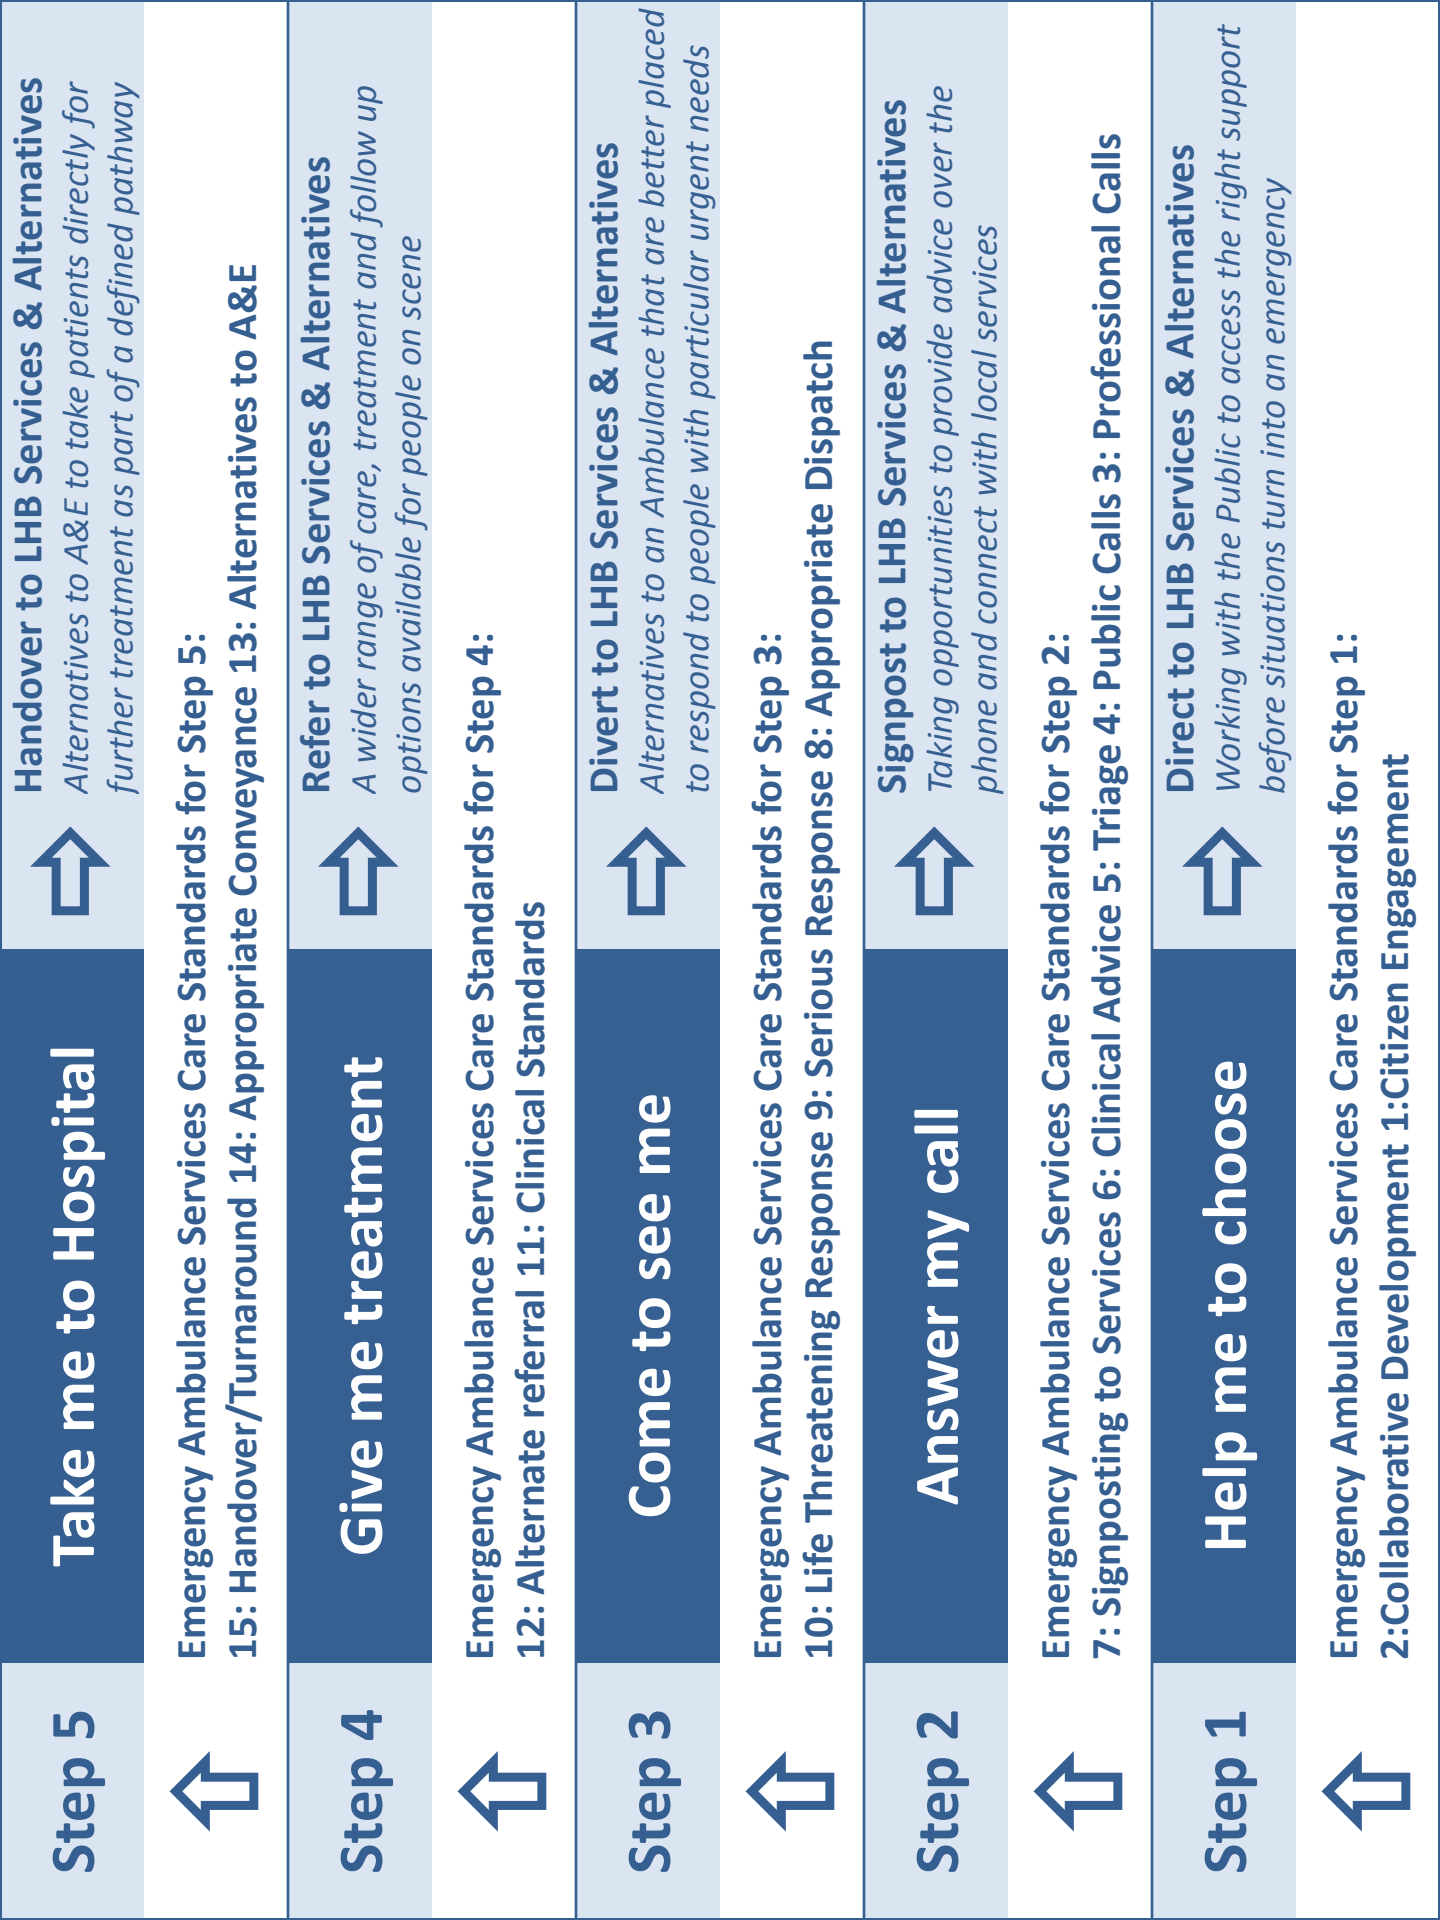 Step 5
Take me to Hospital
Handover to LHB Services & Alternatives
Alternatives to A&E to take patients directly for
further treatment as part of a defined pathway
Emergency Ambulance Services Care Standards for Step 5:
15: Handover/Turnaround 14: Appropriate Conveyance 13: Alternatives to A&E
Step 4
Give me treatment
Refer to LHB Services & Alternatives
A wider range of care, treatment and follow up
options available for people on scene
Emergency Ambulance Services Care Standards for Step 4:
12: Alternate referral 11: Clinical Standards
Step 3
Come to see me
Divert to LHB Services & Alternatives
Alternatives to an Ambulance that are better placed
to respond to people with particular urgent needs
Emergency Ambulance Services Care Standards for Step 3:
10: Life Threatening Response 9: Serious Response 8: Appropriate Dispatch
Step 2
Answer my call
Signpost to LHB Services & Alternatives
Taking opportunities to provide advice over the
phone and connect with local services
Emergency Ambulance Services Care Standards for Step 2:
7: Signposting to Services 6: Clinical Advice 5: Triage 4: Public Calls 3: Professional Calls
Step 1
Help me to choose
Direct to LHB Services & Alternatives
Working with the Public to access the right support
before situations turn into an emergency
Emergency Ambulance Services Care Standards for Step 1:
2:Collaborative Development 1:Citizen Engagement